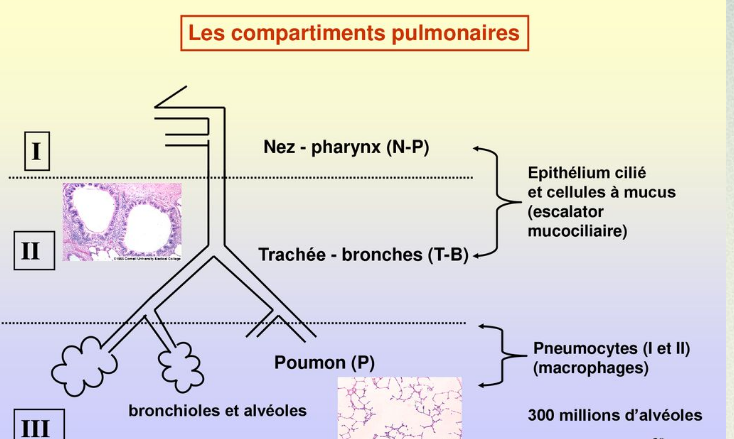 Les compartiments pulmonaires
I
Nez - pharynx (N-P)
Epithélium cilié
et cellules à mucus
(escalator
mucociliaire)
II
Trachée - bronches (T-B)
Pneumocytes (I et II)
(macrophages)
Poumon (P)
bronchioles et alvéoles
300 millions d'alvéoles
III